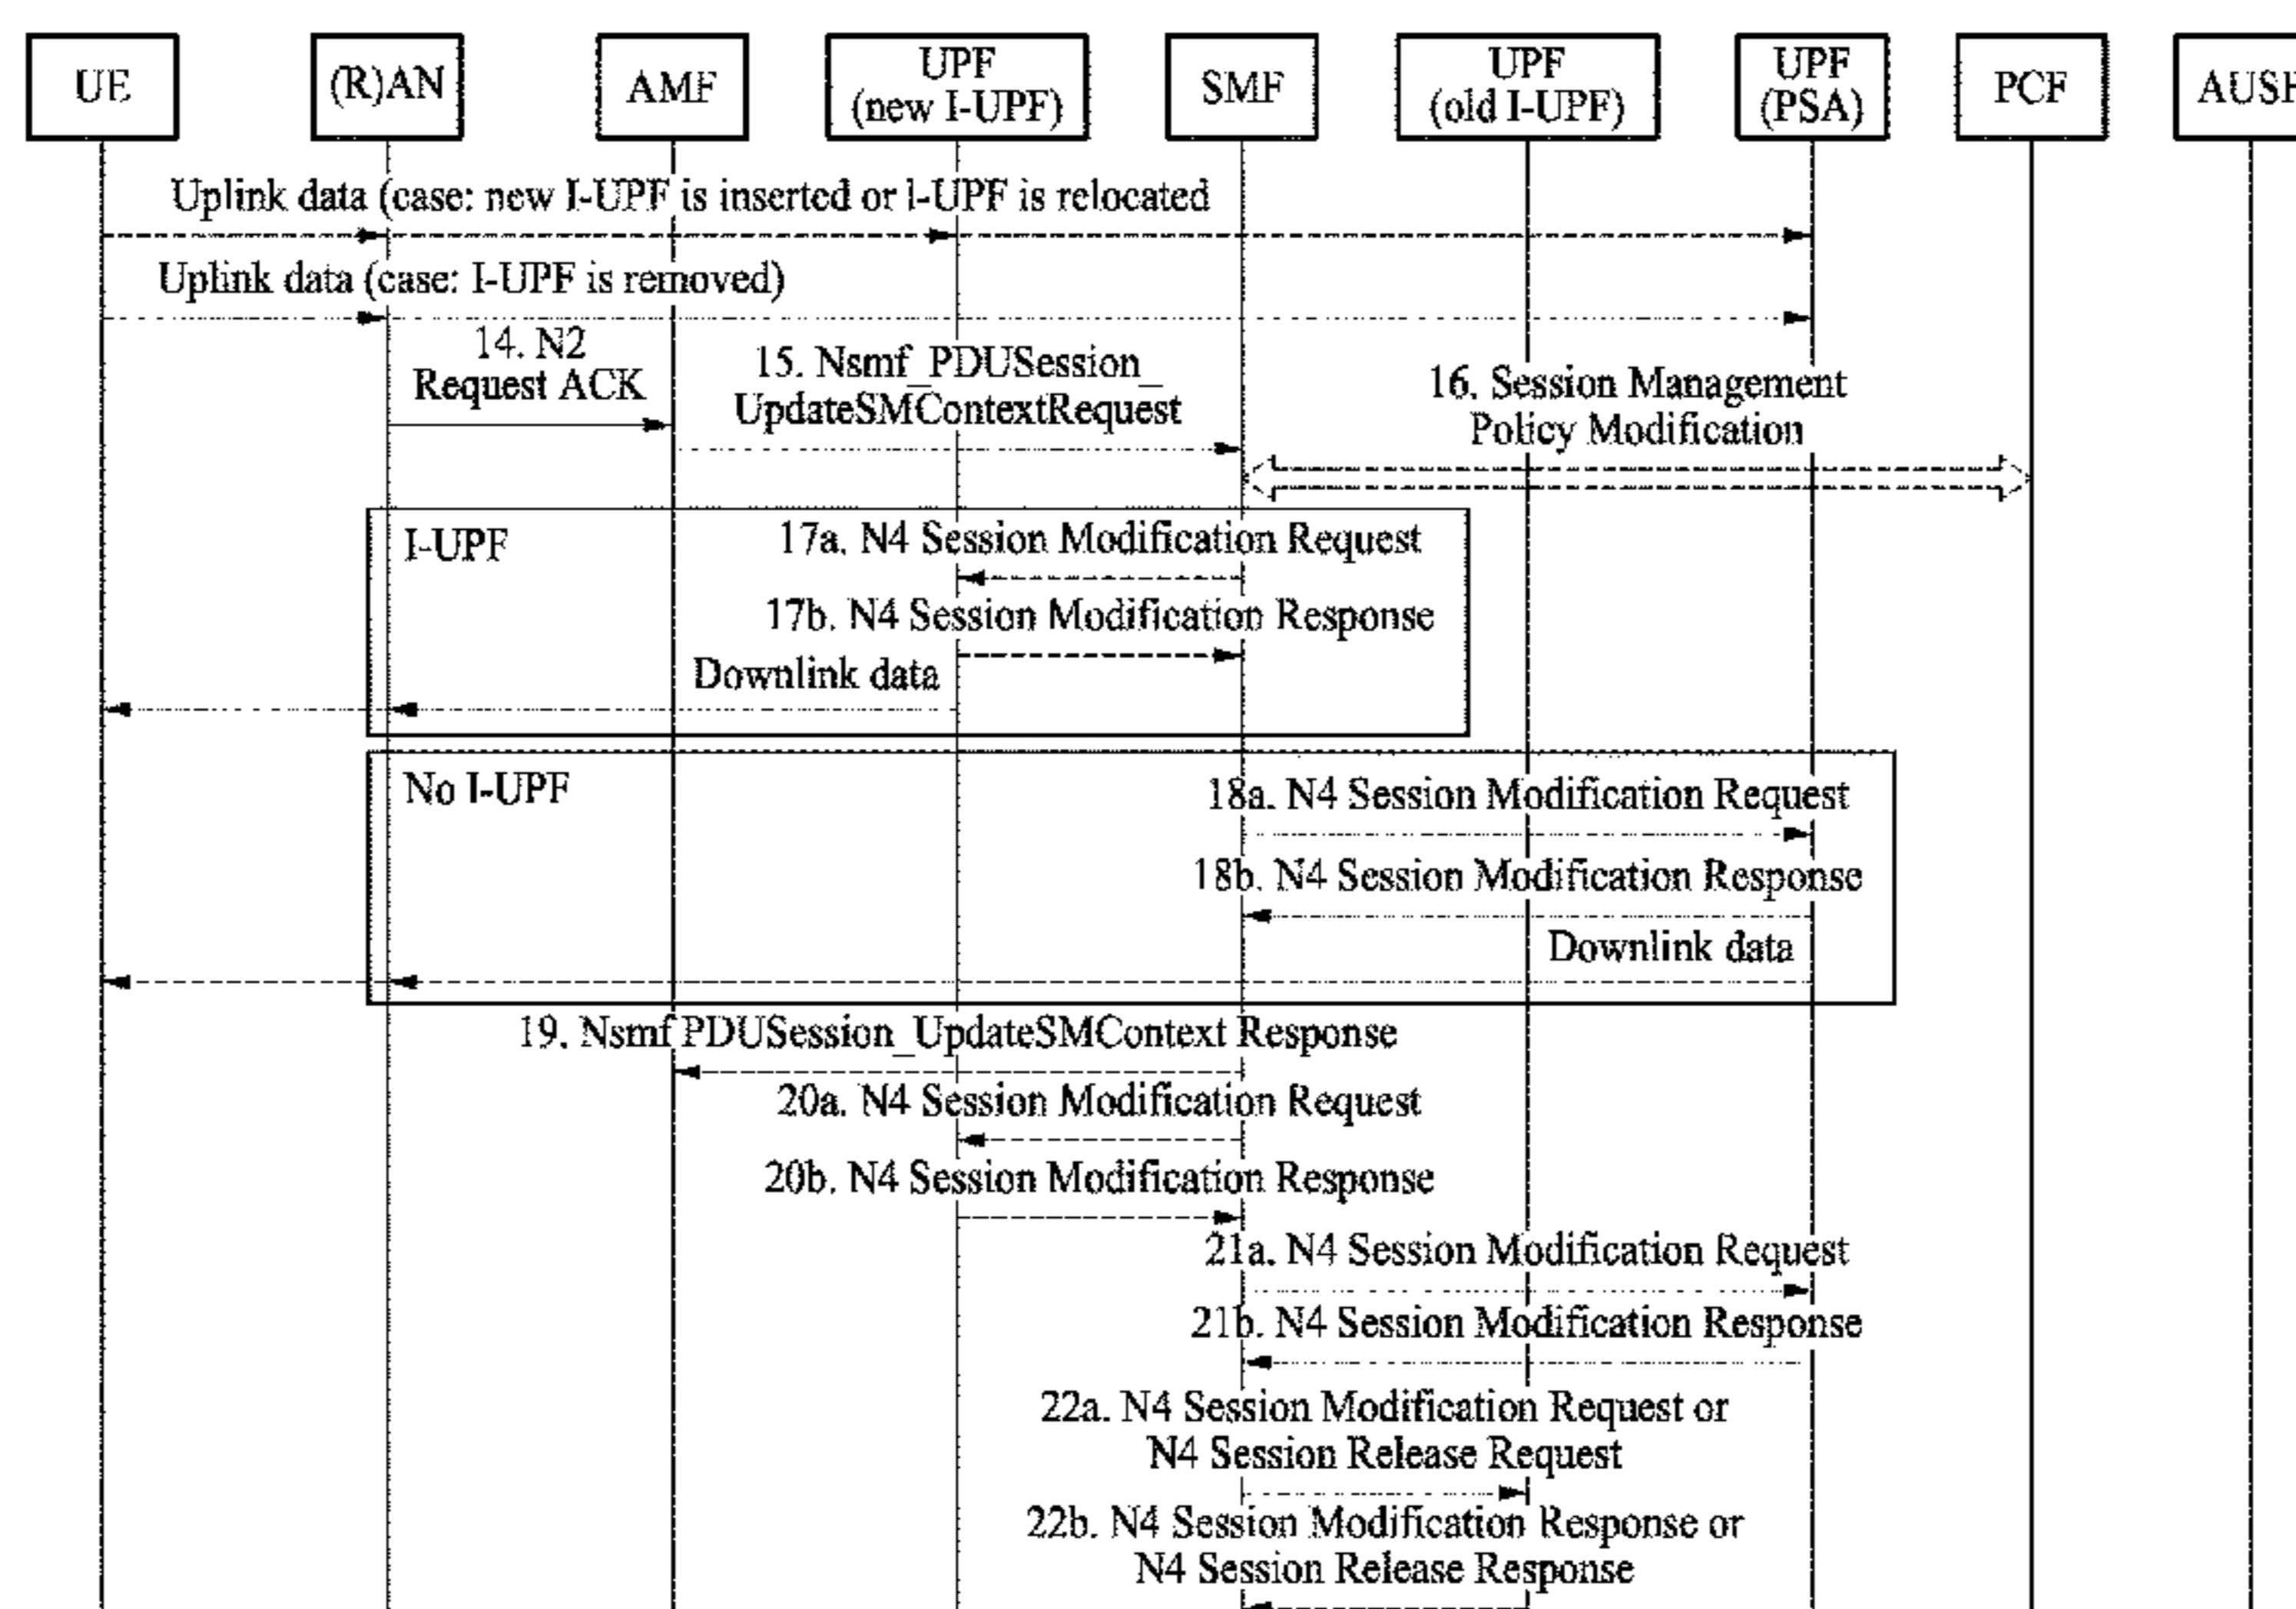 UE
(R)AN
AMF
UPF
(new I-UPF)
SMF
UPF
(old I-UPF)
UPF
(PSA)
PCF
AUSF
Uplink data (case: new I-UPF is inserted or I-UPF is relocated
Uplink data (case: I-UPF is removed)
14. N2
Request ACK
15. Nsmf_PDUSession_
UpdateSMContextRequest
16. Session Management
Policy Modification
I-UPF
17a. N4 Session Modification Request
17b. N4 Session Modification Response
Downlink data
No I-UPF
18a. N4 Session Modification Request
18b. N4 Session Modification Response
Downlink data
19. Nsmf PDUSession_UpdateSMContext Response
20a. N4 Session Modification Request
20b. N4 Session Modification Response
21a. N4 Session Modification Request
21b. N4 Session Modification Response
22a. N4 Session Modification Request or
N4 Session Release Request
22b. N4 Session Modification Response or
N4 Session Release Response